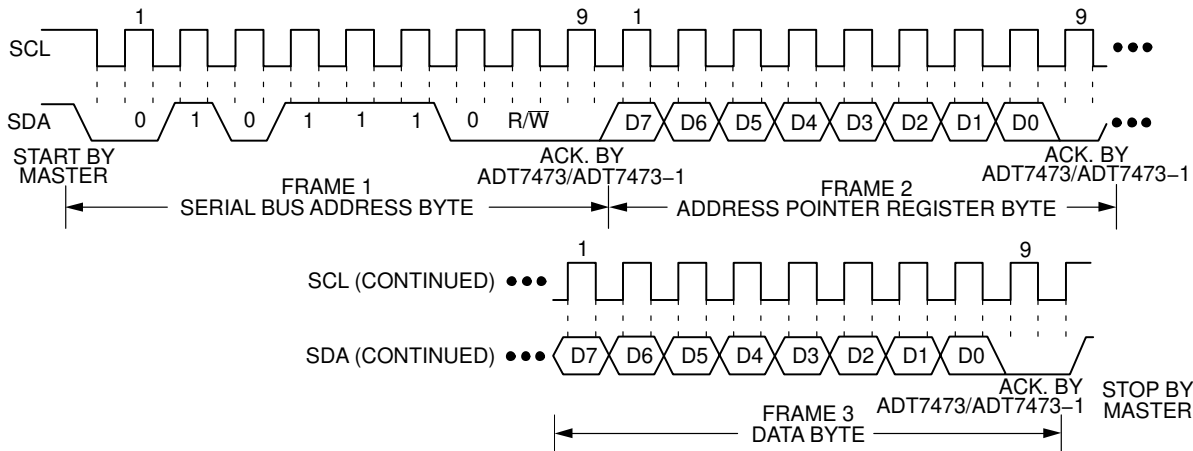 1 9 1 9
SCL
SDA 0 1 0 1 1 1 0 R/W̅ D7 D6 D5 D4 D3 D2 D1 D0
START BY
MASTER
ACK. BY
ADT7473/ADT7473–1
ACK. BY
ADT7473/ADT7473–1
FRAME 1
SERIAL BUS ADDRESS BYTE
FRAME 2
ADDRESS POINTER REGISTER BYTE
1 9
SCL (CONTINUED)
SDA (CONTINUED) D7 D6 D5 D4 D3 D2 D1 D0
ACK. BY
ADT7473/ADT7473–1
STOP BY
MASTER
FRAME 3
DATA BYTE